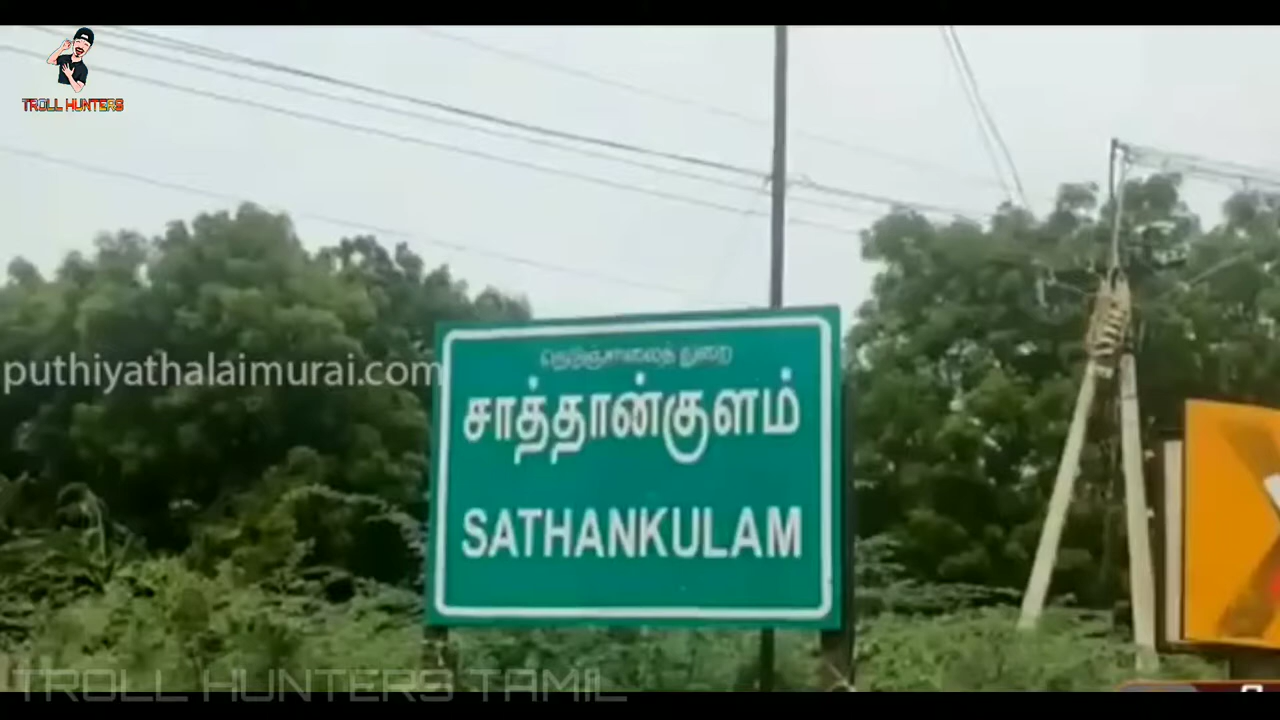 TROLL HUNTERS
நெடுஞ்சாலைத் துறை
puthiyathalaimurai.com
சாத்தான்குளம்
SATHANKULAM
TROLL HUNTERS TAMIL